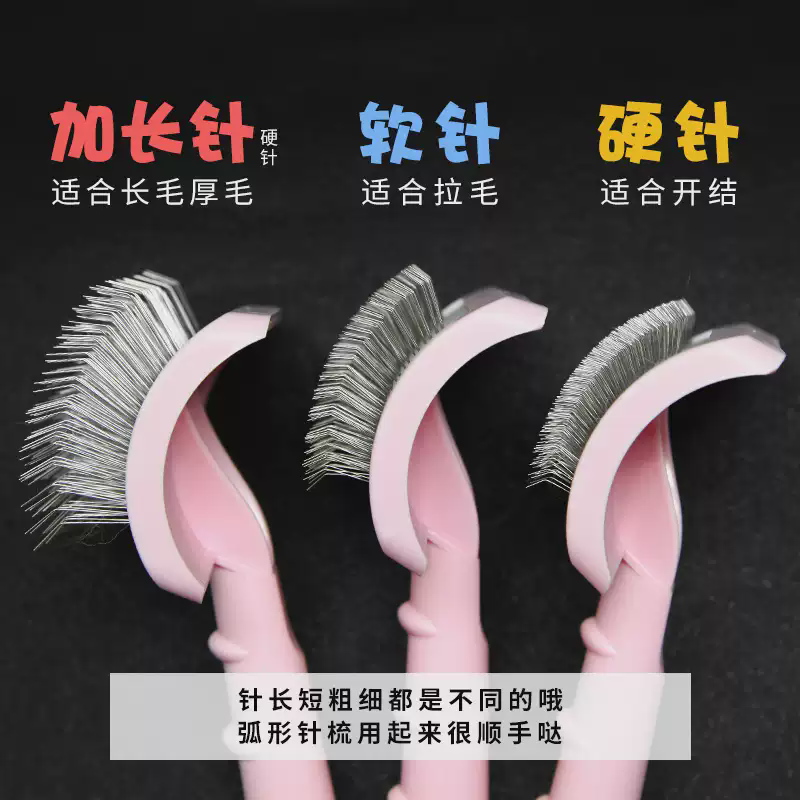 加长针 硬针
适合长毛厚毛
软针
适合拉毛
硬针
适合开结
针长短粗细都是不同的哦
弧形针梳用起来很顺手哒